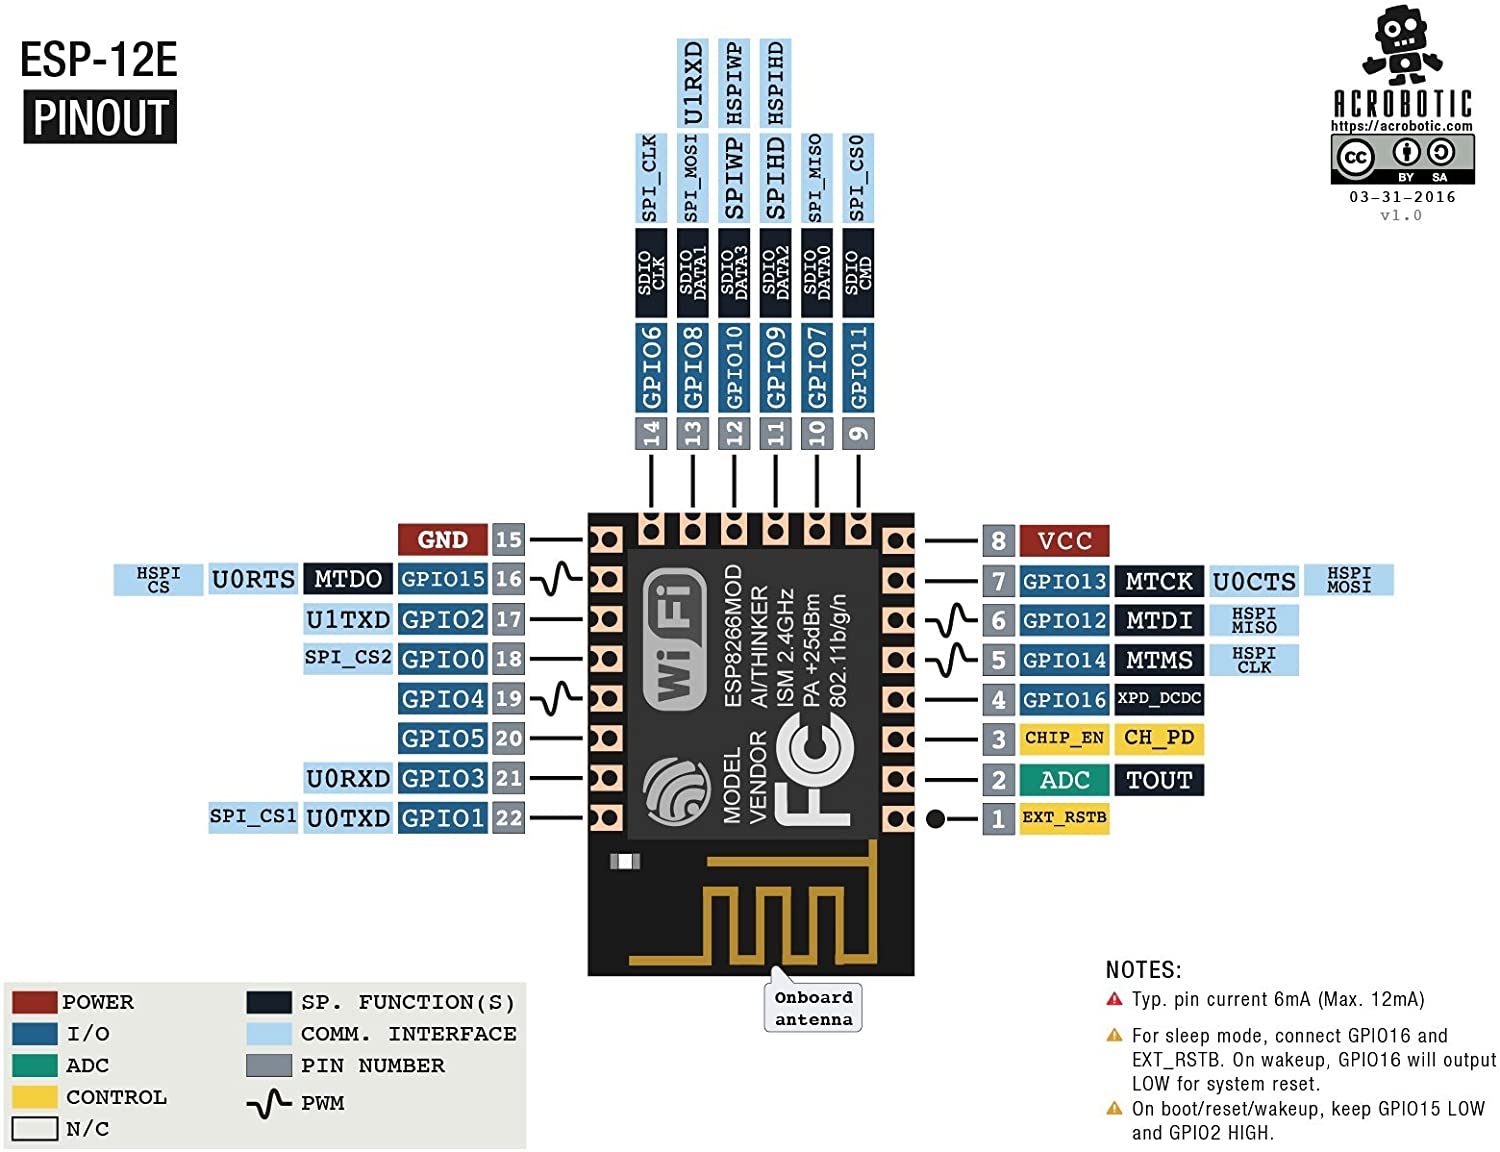 ESP-12E
PINOUT
ACROBOTIC
https://acrobotic.com
cc
BY SA
03-31-2016
v1.0
U1RXD HSPIWP HSPIHD
SPI_CLK SPI_MOSI SPIWP SPIHD SPI_MISO SPI_CS0
SDIO CLK SDIO DATA1 SDIO DATA3 SDIO DATA2 SDIO DATA0 SDIO CMD
GPIO6 GPIO8 GPIO10 GPIO9 GPIO7 GPIO11
14 13 12 11 10 9
GND 15
HSPI CS U0RTS MTDO GPIO15 16
U1TXD GPIO2 17
SPI_CS2 GPIO0 18
GPIO4 19
GPIO5 20
U0RXD GPIO3 21
SPI_CS1 U0TXD GPIO1 22
WiFi
FC
MODEL ESP8266MOD
VENDOR AI/THINKER
ISM 2.4GHz
PA +25dBm
802.11b/g/n
8 VCC
7 GPIO13 MTCK U0CTS HSPI MOSI
6 GPIO12 MTDI HSPI MISO
5 GPIO14 MTMS HSPI CLK
4 GPIO16 XPD_DCDC
3 CHIP_EN CH_PD
2 ADC TOUT
1 EXT_RSTB
Onboard
antenna
POWER
I/O
ADC
CONTROL
N/C
SP. FUNCTION(S)
COMM. INTERFACE
PIN NUMBER
PWM
NOTES:
Typ. pin current 6mA (Max. 12mA)
For sleep mode, connect GPIO16 and
EXT_RSTB. On wakeup, GPIO16 will output
LOW for system reset.
On boot/reset/wakeup, keep GPIO15 LOW
and GPIO2 HIGH.